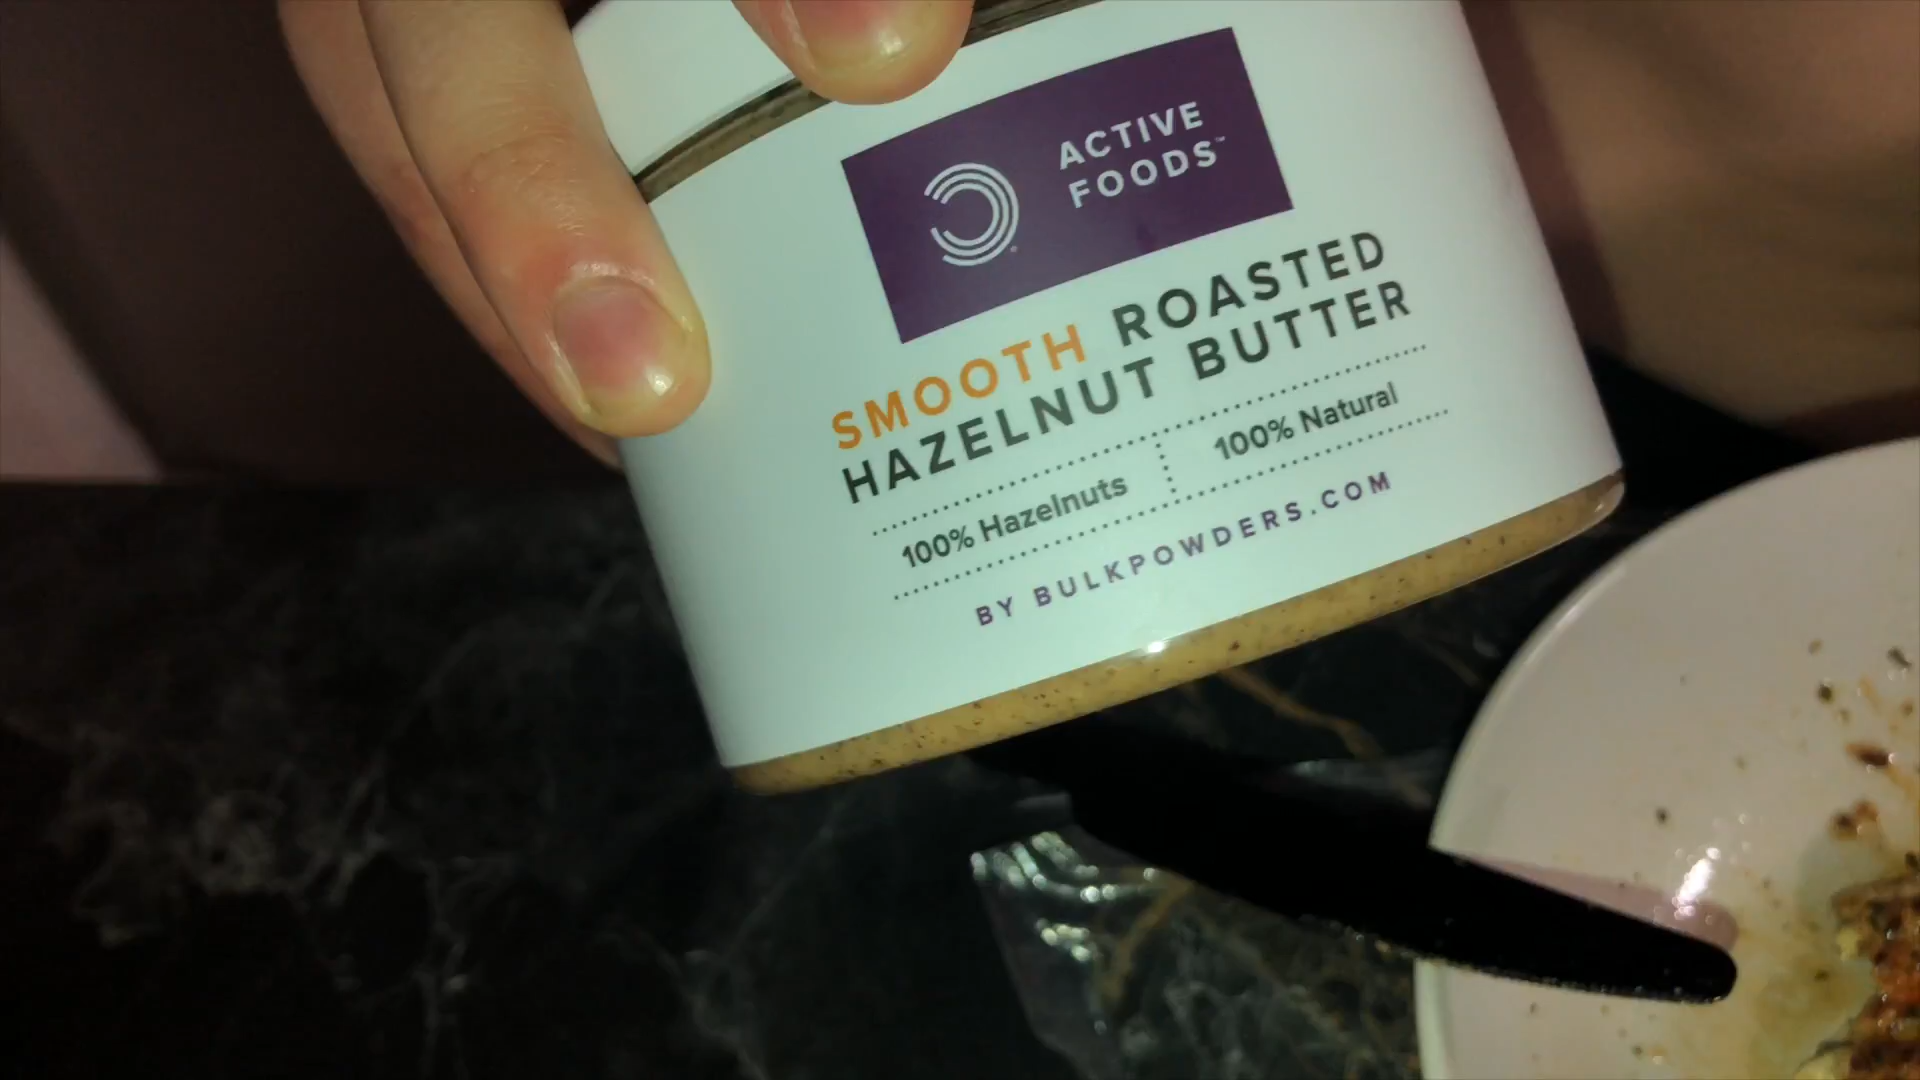 ACTIVE
FOODS™
SMOOTH ROASTED
HAZELNUT BUTTER
100% Hazelnuts
100% Natural
BY BULKPOWDERS.COM